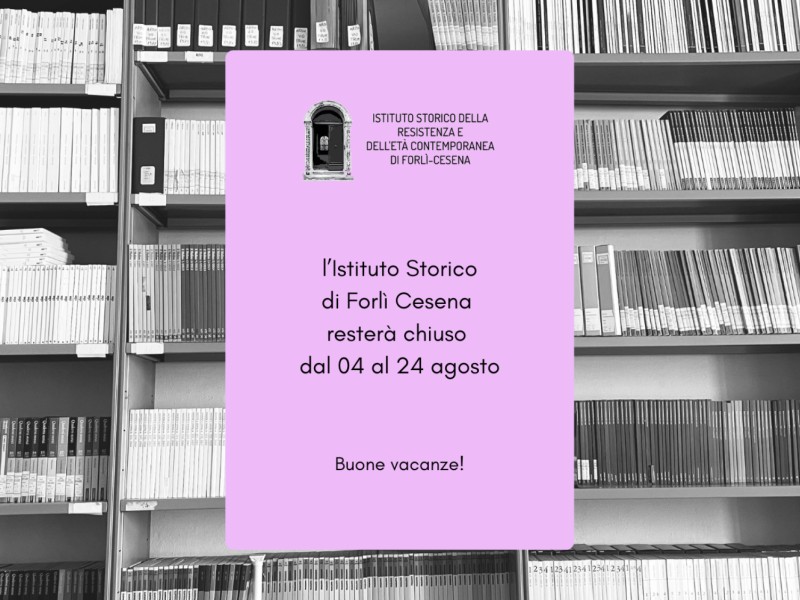 ISTITUTO STORICO DELLA
RESISTENZA E
DELL'ETÀ CONTEMPORANEA
DI FORLÌ-CESENA
l'Istituto Storico
di Forlì Cesena
resterà chiuso
dal 04 al 24 agosto
Buone vacanze!